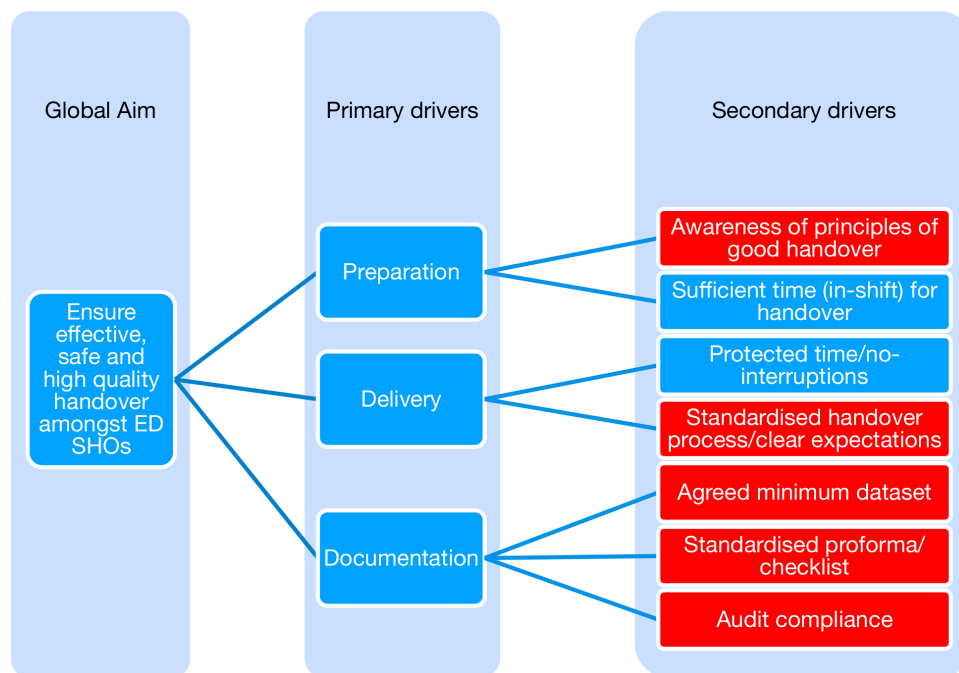 Global Aim
Primary drivers
Secondary drivers
Ensure
effective,
safe and
high quality
handover
amongst ED
SHOs
Preparation
Delivery
Documentation
Awareness of principles of
good handover
Sufficient time (in-shift) for
handover
Protected time/no-
interruptions
Standardised handover
process/clear expectations
Agreed minimum dataset
Standardised proforma/
checklist
Audit compliance